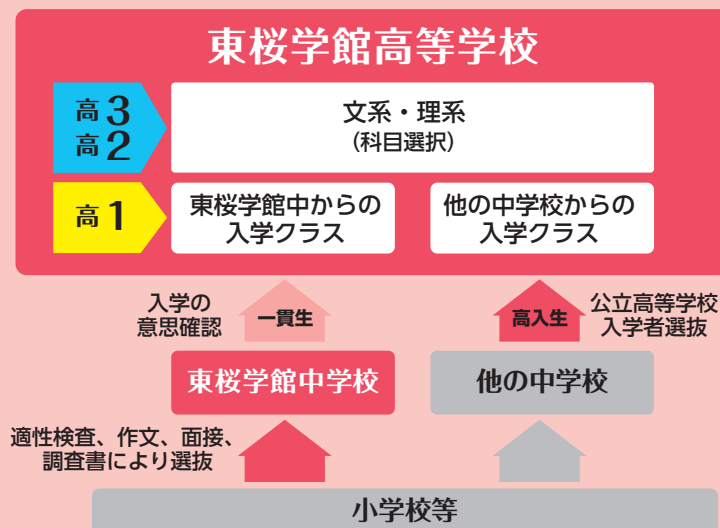 東桜学館高等学校
高3
高2
文系・理系
(科目選択)
高1
東桜学館中からの
入学クラス
他の中学校からの
入学クラス
入学の
意思確認
一貫生
高入生
公立高等学校
入学者選抜
東桜学館中学校
他の中学校
適性検査、作文、面接、
調査書により選抜
小学校等